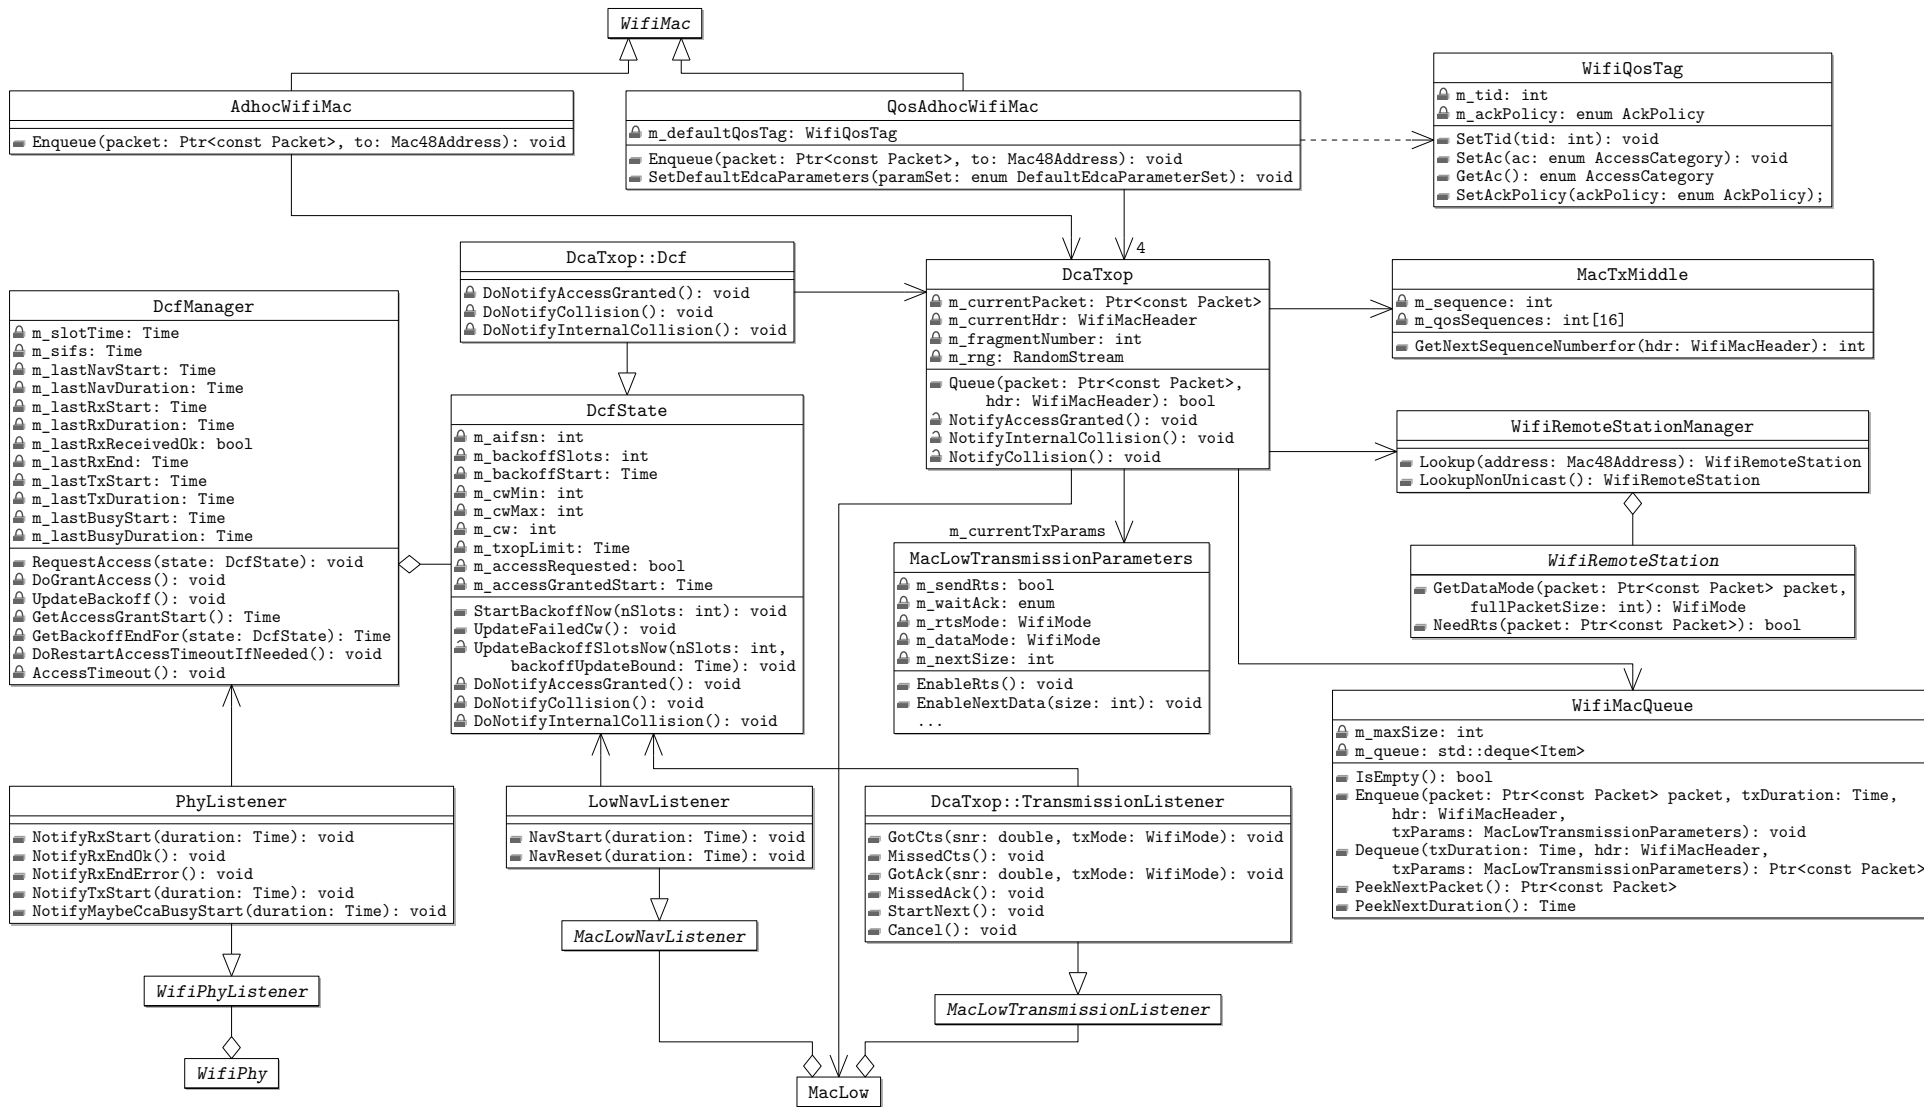 WifiMac
AdhocWifiMac
Enqueue(packet: Ptr<const Packet>, to: Mac48Address): void
QosAdhocWifiMac
m_defaultQosTag: WifiQosTag
Enqueue(packet: Ptr<const Packet>, to: Mac48Address): void
SetDefaultEdcaParameters(paramSet: enum DefaultEdcaParameterSet): void
WifiQosTag
m_tid: int
m_ackPolicy: enum AckPolicy
SetTid(tid: int): void
SetAc(ac: enum AccessCategory): void
GetAc(): enum AccessCategory
SetAckPolicy(ackPolicy: enum AckPolicy);
4
DcfManager
m_slotTime: Time
m_sifs: Time
m_lastNavStart: Time
m_lastNavDuration: Time
m_lastRxStart: Time
m_lastRxDuration: Time
m_lastRxReceivedOk: bool
m_lastRxEnd: Time
m_lastTxStart: Time
m_lastTxDuration: Time
m_lastBusyStart: Time
m_lastBusyDuration: Time
RequestAccess(state: DcfState): void
DoGrantAccess(): void
UpdateBackoff(): void
GetAccessGrantStart(): Time
GetBackoffEndFor(state: DcfState): Time
DoRestartAccessTimeoutIfNeeded(): void
AccessTimeout(): void
DcaTxop::Dcf
DoNotifyAccessGranted(): void
DoNotifyCollision(): void
DoNotifyInternalCollision(): void
DcfState
m_aifsn: int
m_backoffSlots: int
m_backoffStart: Time
m_cwMin: int
m_cwMax: int
m_cw: int
m_txopLimit: Time
m_accessRequested: bool
m_accessGrantedStart: Time
StartBackoffNow(nSlots: int): void
UpdateFailedCw(): void
UpdateBackoffSlotsNow(nSlots: int,
backoffUpdateBound: Time): void
DoNotifyAccessGranted(): void
DoNotifyCollision(): void
DoNotifyInternalCollision(): void
DcaTxop
m_currentPacket: Ptr<const Packet>
m_currentHdr: WifiMacHeader
m_fragmentNumber: int
m_rng: RandomStream
Queue(packet: Ptr<const Packet>,
hdr: WifiMacHeader): bool
NotifyAccessGranted(): void
NotifyInternalCollision(): void
NotifyCollision(): void
m_currentTxParams
MacLowTransmissionParameters
m_sendRts: bool
m_waitAck: enum
m_rtsMode: WifiMode
m_dataMode: WifiMode
m_nextSize: int
EnableRts(): void
EnableNextData(size: int): void
...
MacTxMiddle
m_sequence: int
m_qosSequences: int[16]
GetNextSequenceNumberfor(hdr: WifiMacHeader): int
WifiRemoteStationManager
Lookup(address: Mac48Address): WifiRemoteStation
LookupNonUnicast(): WifiRemoteStation
WifiRemoteStation
GetDataMode(packet: Ptr<const Packet> packet,
fullPacketSize: int): WifiMode
NeedRts(packet: Ptr<const Packet>): bool
WifiMacQueue
m_maxSize: int
m_queue: std::deque<Item>
IsEmpty(): bool
Enqueue(packet: Ptr<const Packet> packet, txDuration: Time,
hdr: WifiMacHeader,
txParams: MacLowTransmissionParameters): void
Dequeue(txDuration: Time, hdr: WifiMacHeader,
txParams: MacLowTransmissionParameters): Ptr<const Packet>
PeekNextPacket(): Ptr<const Packet>
PeekNextDuration(): Time
PhyListener
NotifyRxStart(duration: Time): void
NotifyRxEndOk(): void
NotifyRxEndError(): void
NotifyTxStart(duration: Time): void
NotifyMaybeCcaBusyStart(duration: Time): void
WifiPhyListener
WifiPhy
LowNavListener
NavStart(duration: Time): void
NavReset(duration: Time): void
MacLowNavListener
DcaTxop::TransmissionListener
GotCts(snr: double, txMode: WifiMode): void
MissedCts(): void
GotAck(snr: double, txMode: WifiMode): void
MissedAck(): void
StartNext(): void
Cancel(): void
MacLowTransmissionListener
MacLow